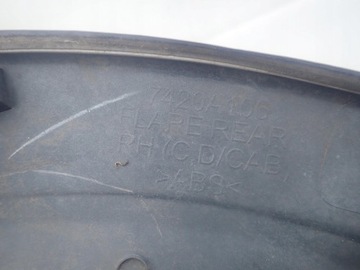 FLARE REAR
RH (C D/CAB
>ABS<